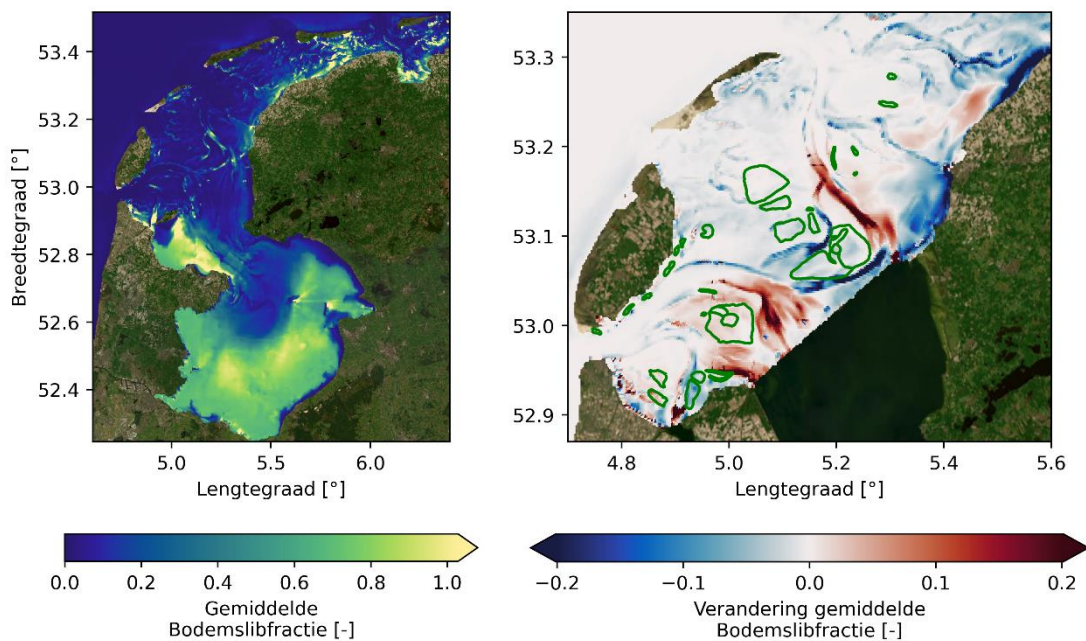 53.4
53.2
53.0
52.8
52.6
52.4
Breedtegraad [°]
5.0 5.5 6.0
Lengtegraad [°]
53.3
53.2
53.1
53.0
52.9
4.8 5.0 5.2 5.4 5.6
Lengtegraad [°]
0.0 0.2 0.4 0.6 0.8 1.0
Gemiddelde
Bodemslibfractie [-]
−0.2 −0.1 0.0 0.1 0.2
Verandering gemiddelde
Bodemslibfractie [-]